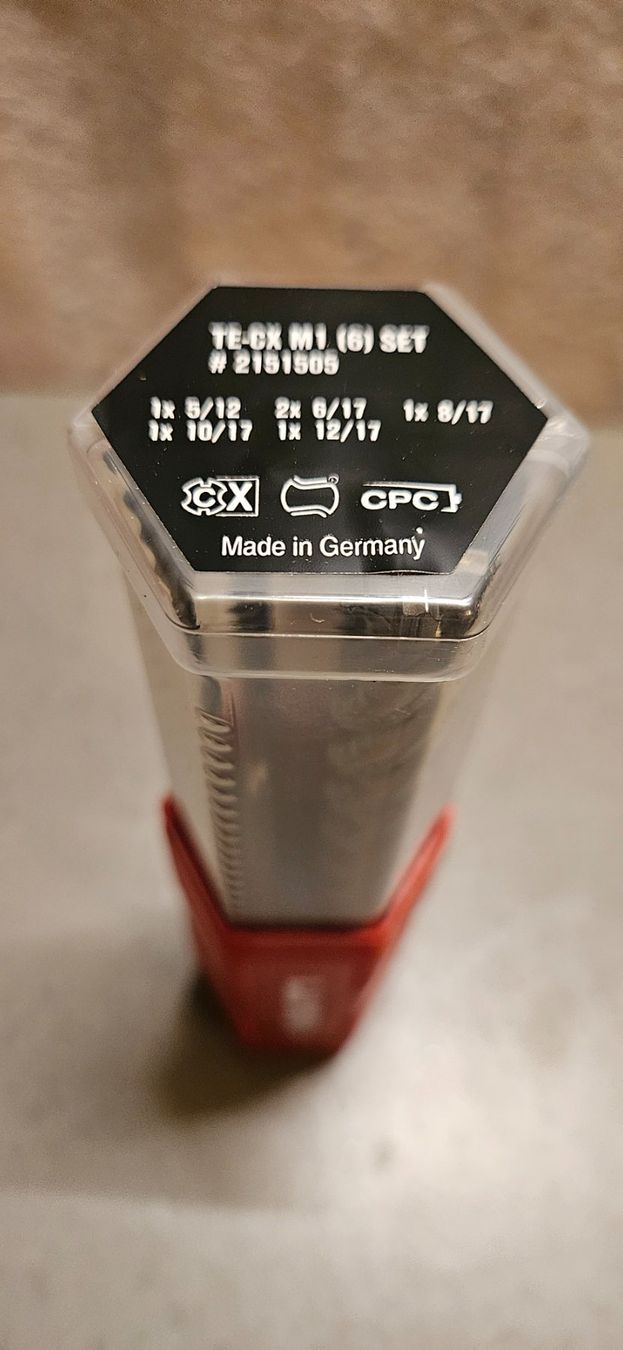 TE-CX M1 (6) SET
# 2151505
1x 5/12 2x 6/17 1x 8/17
1x 10/17 1x 12/17
CX CPC
Made in Germany